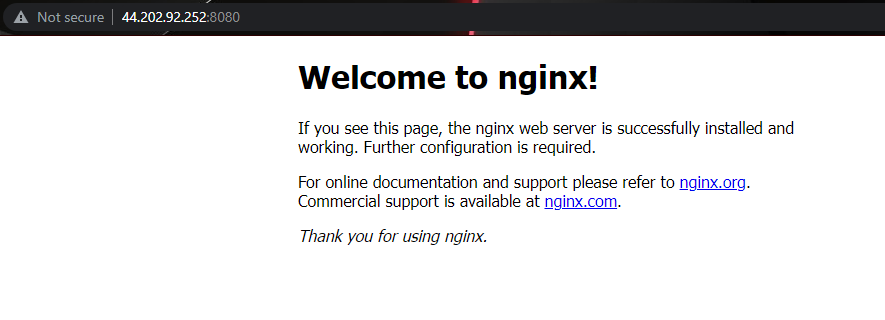 Not secure 44.202.92.252:8080
Welcome to nginx!
If you see this page, the nginx web server is successfully installed and
working. Further configuration is required.
For online documentation and support please refer to nginx.org.
Commercial support is available at nginx.com.
Thank you for using nginx.